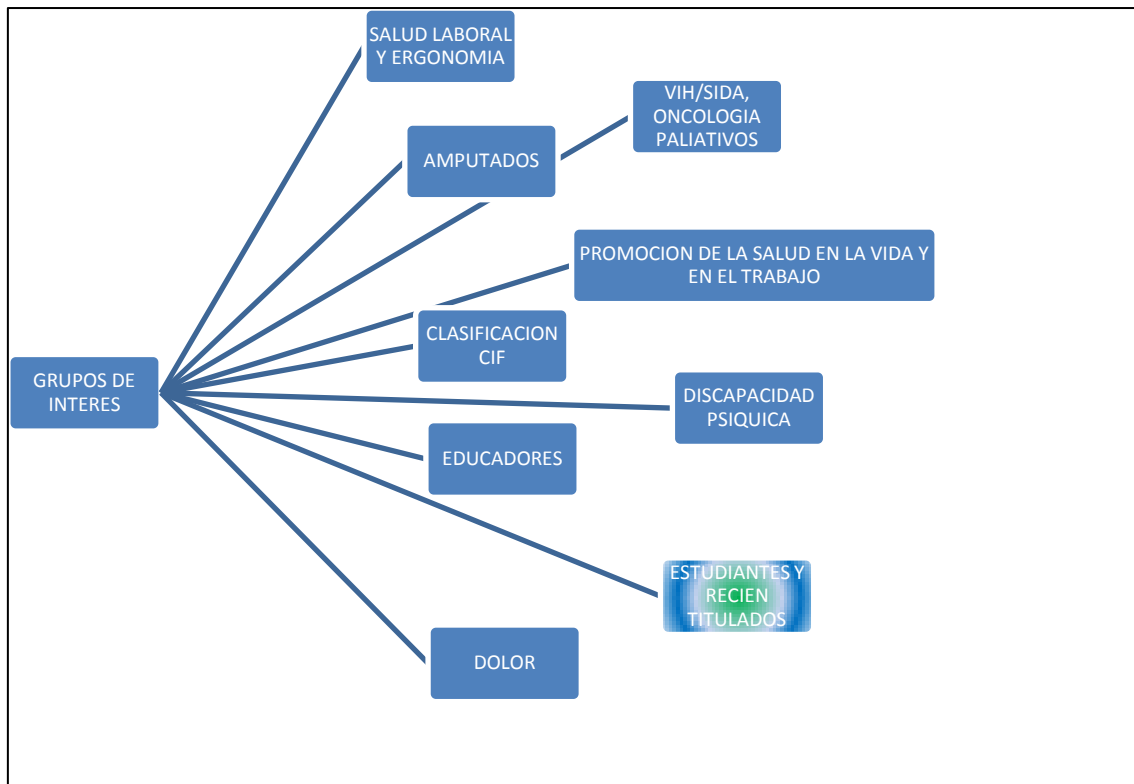 SALUD LABORAL
Y ERGONOMIA
VIH/SIDA,
ONCOLOGIA
PALIATIVOS
AMPUTADOS
PROMOCION DE LA SALUD EN LA VIDA Y
EN EL TRABAJO
CLASIFICACION
CIF
GRUPOS DE
INTERES
DISCAPACIDAD
PSIQUICA
EDUCADORES
ESTUDIANTES Y
RECIEN
TITULADOS
DOLOR